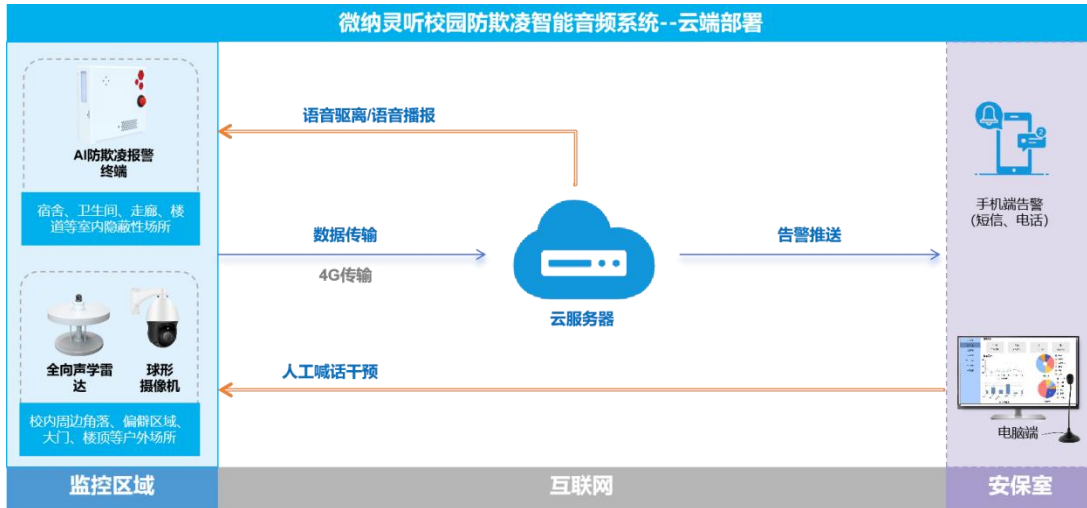 微纳灵听校园防欺凌智能音频系统--云端部署
AI防欺凌报警
终端
宿舍、卫生间、走廊、楼
道等室内隐蔽性场所
全向声学雷
达
球形
摄像机
校内周边角落、偏僻区域、
大门、楼顶等户外场所
监控区域
语音驱离/语音播报
数据传输
4G传输
云服务器
告警推送
人工喊话干预
互联网
2
手机端告警
(短信、电话)
电脑端
安保室